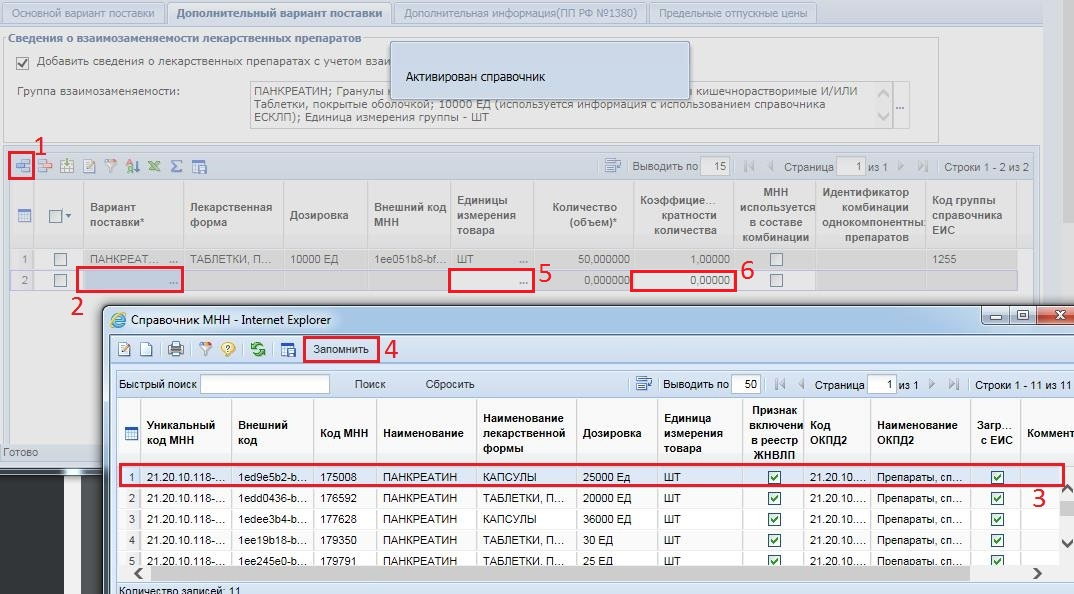 Основной вариант поставки Дополнительный вариант поставки Дополнительная информация(ПП РФ №1380) Предельные отпускные цены
Сведения о взаимозаменяемости лекарственных препаратов
Добавить сведения о лекарственных препаратах с учетом взаи
Активирован справочник
Группа взаимозаменяемости:
ПАНКРЕАТИН; Гранулы кишечнорастворимые И/ИЛИ
Таблетки, покрытые оболочкой; 10000 ЕД (используется информация с использованием справочника
ЕСКЛП); Единица измерения группы - ШТ
...
1
Выводить по 15 Страница 1 из 1 Строки 1 - 2 из 2
Вариант поставки* Лекарственная форма Дозировка Внешний код МНН Единицы измерения товара Количество (объем)* Коэффицие... кратности количества МНН используется в составе комбинации Идентификатор комбинации однокомпонентных препаратов Код группы справочника ЕИС
1 ПАНКРЕАТ... ... ТАБЛЕТКИ, П... 10000 ЕД 1ee051b8-bf... ШТ ... 50,000000 1,00000 1255
2 ... ... 0,000000 0,00000
2 5 6
Справочник МНН - Internet Explorer
Запомнить 4
Быстрый поиск Поиск Сбросить Выводить по 50 Страница 1 из 1 Строки 1 - 11 из 11
Уникальный код МНН Внешний код Код МНН Наименование Наименование лекарственной формы Дозировка Единица измерения товара Признак включени в реестр ЖНВЛП Код ОКПД2 Наименование ОКПД2 Загр... с ЕИС Коммент
1 21.20.10.118-... 1ed9e5b2-b... 175008 ПАНКРЕАТИН КАПСУЛЫ 25000 Ед ШТ 21.20.10.... Препараты, сп...
2 21.20.10.118-... 1edd0436-b... 176592 ПАНКРЕАТИН ТАБЛЕТКИ, П... 20000 ЕД ШТ 21.20.10.... Препараты, сп...
3
3 21.20.10.118-... 1edee3b4-b... 177628 ПАНКРЕАТИН КАПСУЛЫ 36000 ЕД ШТ 21.20.10.... Препараты, сп...
4 21.20.10.118-... 1ee19b18-b... 179350 ПАНКРЕАТИН ТАБЛЕТКИ, П... 30 ЕД ШТ 21.20.10.... Препараты, сп...
5 21.20.10.118-... 1ee245e0-b... 179791 ПАНКРЕАТИН ТАБЛЕТКИ, П... 25 ЕД ШТ 21.20.10.... Препараты, сп...
Количество записей: 11
Готово